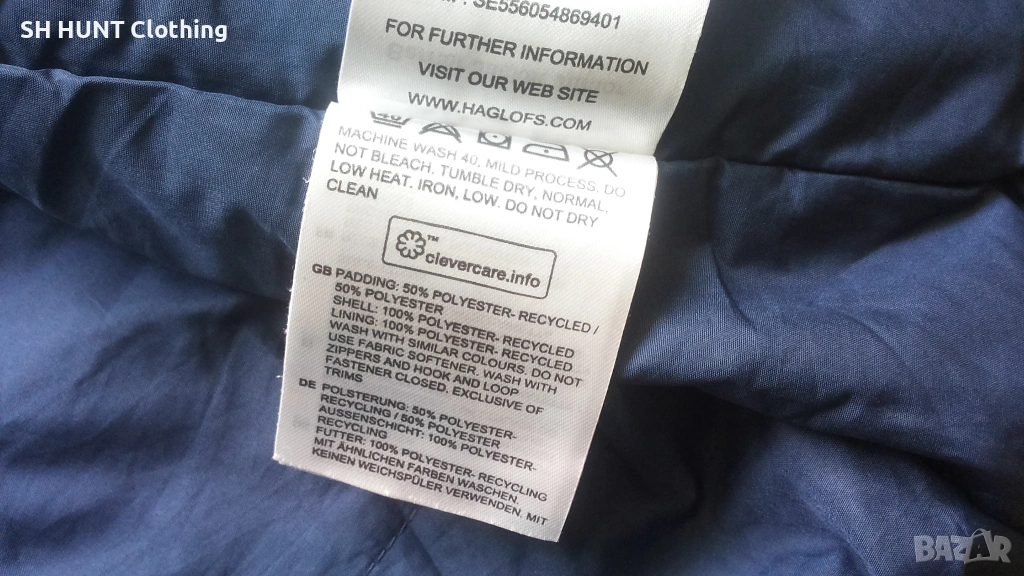 SH HUNT Clothing
SE556054869401
FOR FURTHER INFORMATION
VISIT OUR WEB SITE
WWW.HAGLOFS.COM
40
MACHINE WASH 40, MILD PROCESS. DO
NOT BLEACH. TUMBLE DRY, NORMAL,
LOW HEAT. IRON, LOW. DO NOT DRY
CLEAN
™
clevercare.info
GB PADDING: 50% POLYESTER- RECYCLED /
50% POLYESTER
SHELL: 100% POLYESTER- RECYCLED
LINING: 100% POLYESTER- RECYCLED
WASH WITH SIMILAR COLOURS. DO NOT
USE FABRIC SOFTENER. WASH WITH
ZIPPERS AND HOOK AND LOOP
FASTENER CLOSED. EXCLUSIVE OF
TRIMS
DE POLSTERUNG: 50% POLYESTER-
RECYCLING / 50% POLYESTER
AUSSENSCHICHT: 100% POLYESTER-
RECYCLING
FUTTER: 100% POLYESTER- RECYCLING
MIT ÄHNLICHEN FARBEN WASCHEN.
KEINEN WEICHSPÜLER VERWENDEN. MIT
BAZAR